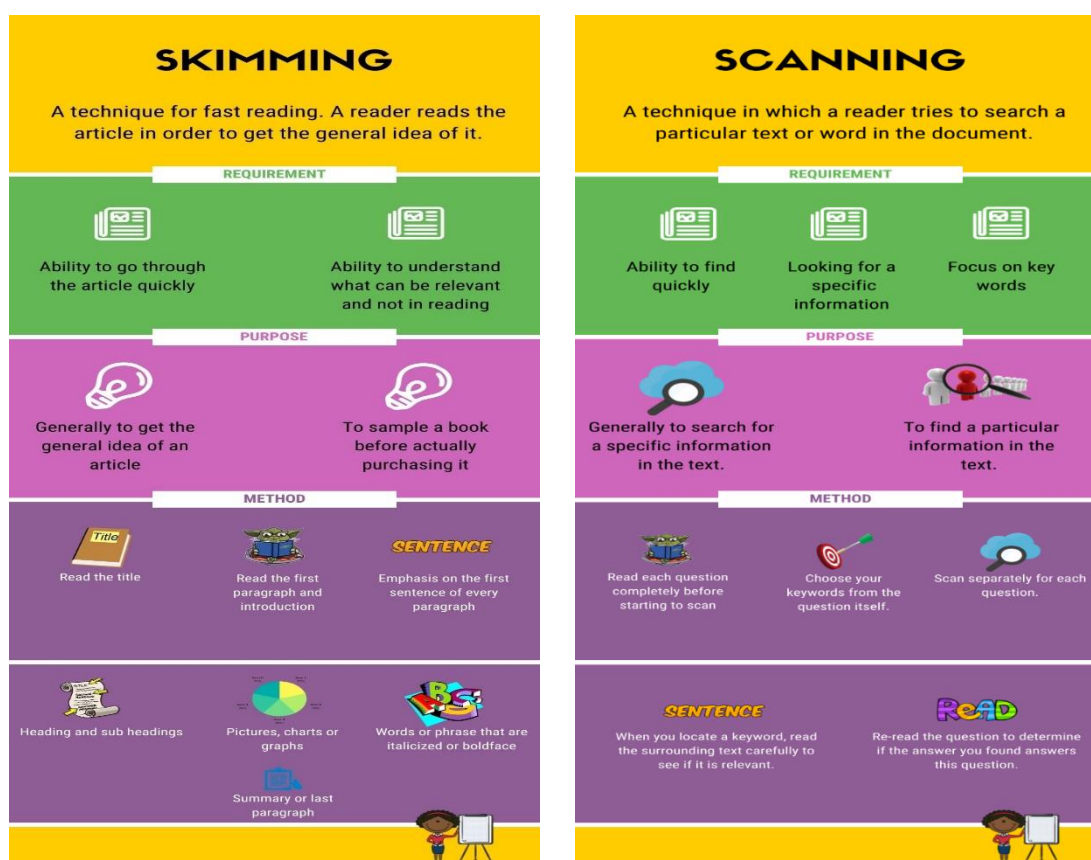 SKIMMING
A technique for fast reading. A reader reads the
article in order to get the general idea of it.
REQUIREMENT
Ability to go through
the article quickly
Ability to understand
what can be relevant
and not in reading
PURPOSE
Generally to get the
general idea of an
article
To sample a book
before actually
purchasing it
METHOD
Title
Read the title
Read the first
paragraph and
introduction
SENTENCE
Emphasis on the first
sentence of every
paragraph
Heading and sub headings
Pictures, charts or
graphs
ABC
Words or phrase that are
italicized or boldface
Summary or last
paragraph
SCANNING
A technique in which a reader tries to search a
particular text or word in the document.
REQUIREMENT
Ability to find
quickly
Looking for a
specific
information
Focus on key
words
PURPOSE
Generally to search for
a specific information
in the text.
To find a particular
information in the
text.
METHOD
Read each question
completely before
starting to scan
Choose your
keywords from the
question itself.
Scan separately for each
question.
SENTENCE
When you locate a keyword, read
the surrounding text carefully to
see if it is relevant.
READ
Re-read the question to determine
if the answer you found answers
this question.